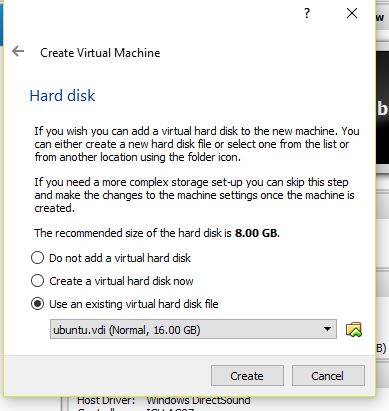 ?
Create Virtual Machine
Hard disk
If you wish you can add a virtual hard disk to the new machine. You
can either create a new hard disk file or select one from the list or
from another location using the folder icon.
If you need a more complex storage set-up you can skip this step
and make the changes to the machine settings once the machine is
created.
The recommended size of the hard disk is 8.00 GB.
Do not add a virtual hard disk
Create a virtual hard disk now
Use an existing virtual hard disk file
ubuntu.vdi (Normal, 16.00 GB)
B)
Create
Cancel
Host Driver: Windows DirectSound